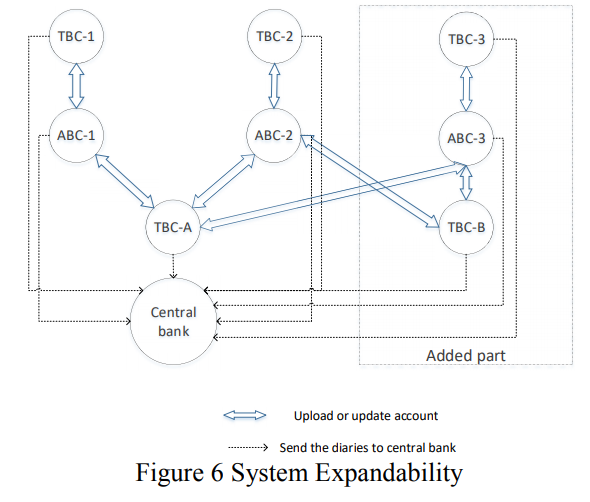 TBC-1
TBC-2
TBC-3
ABC-1
ABC-2
ABC-3
TBC-A
TBC-B
Central
bank
Added part
Upload or update account
Send the diaries to central bank
Figure 6 System Expandability